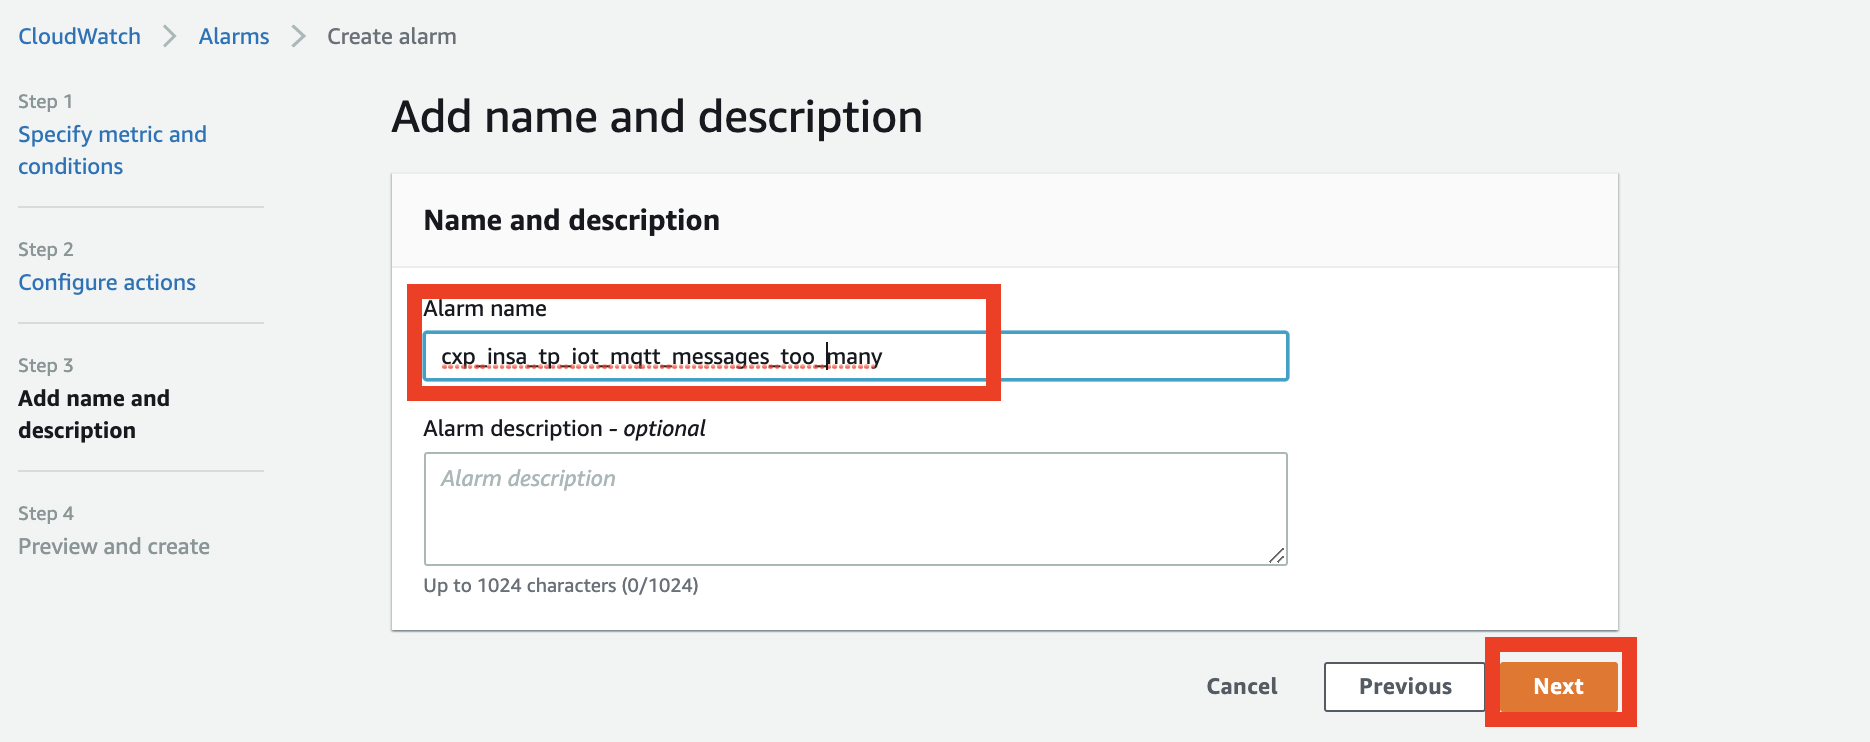 CloudWatch > Alarms > Create alarm
Step 1
Specify metric and
conditions
Step 2
Configure actions
Step 3
Add name and
description
Step 4
Preview and create
Add name and description
Name and description
Alarm name
cxp_insa_tp_iot_mqtt_messages_too_many
Alarm description - optional
Alarm description
Up to 1024 characters (0/1024)
Cancel
Previous
Next